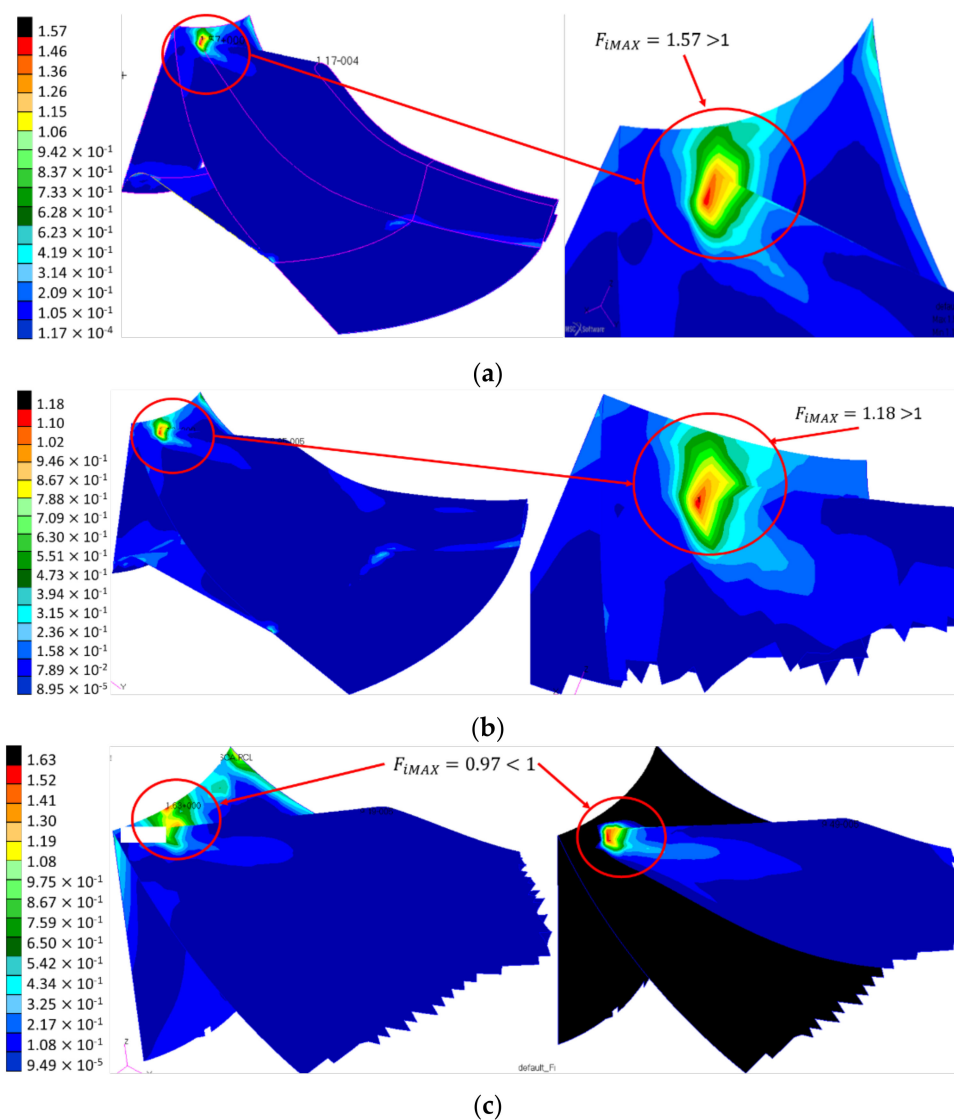 1.57
1.46
1.36
1.26
1.15
1.06
9.42 × 10⁻¹
8.37 × 10⁻¹
7.33 × 10⁻¹
6.28 × 10⁻¹
6.23 × 10⁻¹
4.19 × 10⁻¹
3.14 × 10⁻¹
2.09 × 10⁻¹
1.05 × 10⁻¹
1.17 × 10⁻⁴
1.17-004
F_iMAX = 1.57 >1
MSC Software
(a)
1.18
1.10
1.02
9.46 × 10⁻¹
8.67 × 10⁻¹
7.88 × 10⁻¹
7.09 × 10⁻¹
6.30 × 10⁻¹
5.51 × 10⁻¹
4.73 × 10⁻¹
3.94 × 10⁻¹
3.15 × 10⁻¹
2.36 × 10⁻¹
1.58 × 10⁻¹
7.89 × 10⁻²
8.95 × 10⁻⁵
Y
F_iMAX = 1.18 >1
(b)
1.63
1.52
1.41
1.30
1.19
1.08
9.75 × 10⁻¹
8.67 × 10⁻¹
7.59 × 10⁻¹
6.50 × 10⁻¹
5.42 × 10⁻¹
4.34 × 10⁻¹
3.25 × 10⁻¹
2.17 × 10⁻¹
1.08 × 10⁻¹
9.49 × 10⁻⁵
F_iMAX = 0.97 < 1
1.63+000
Z
default_Fr
(c)